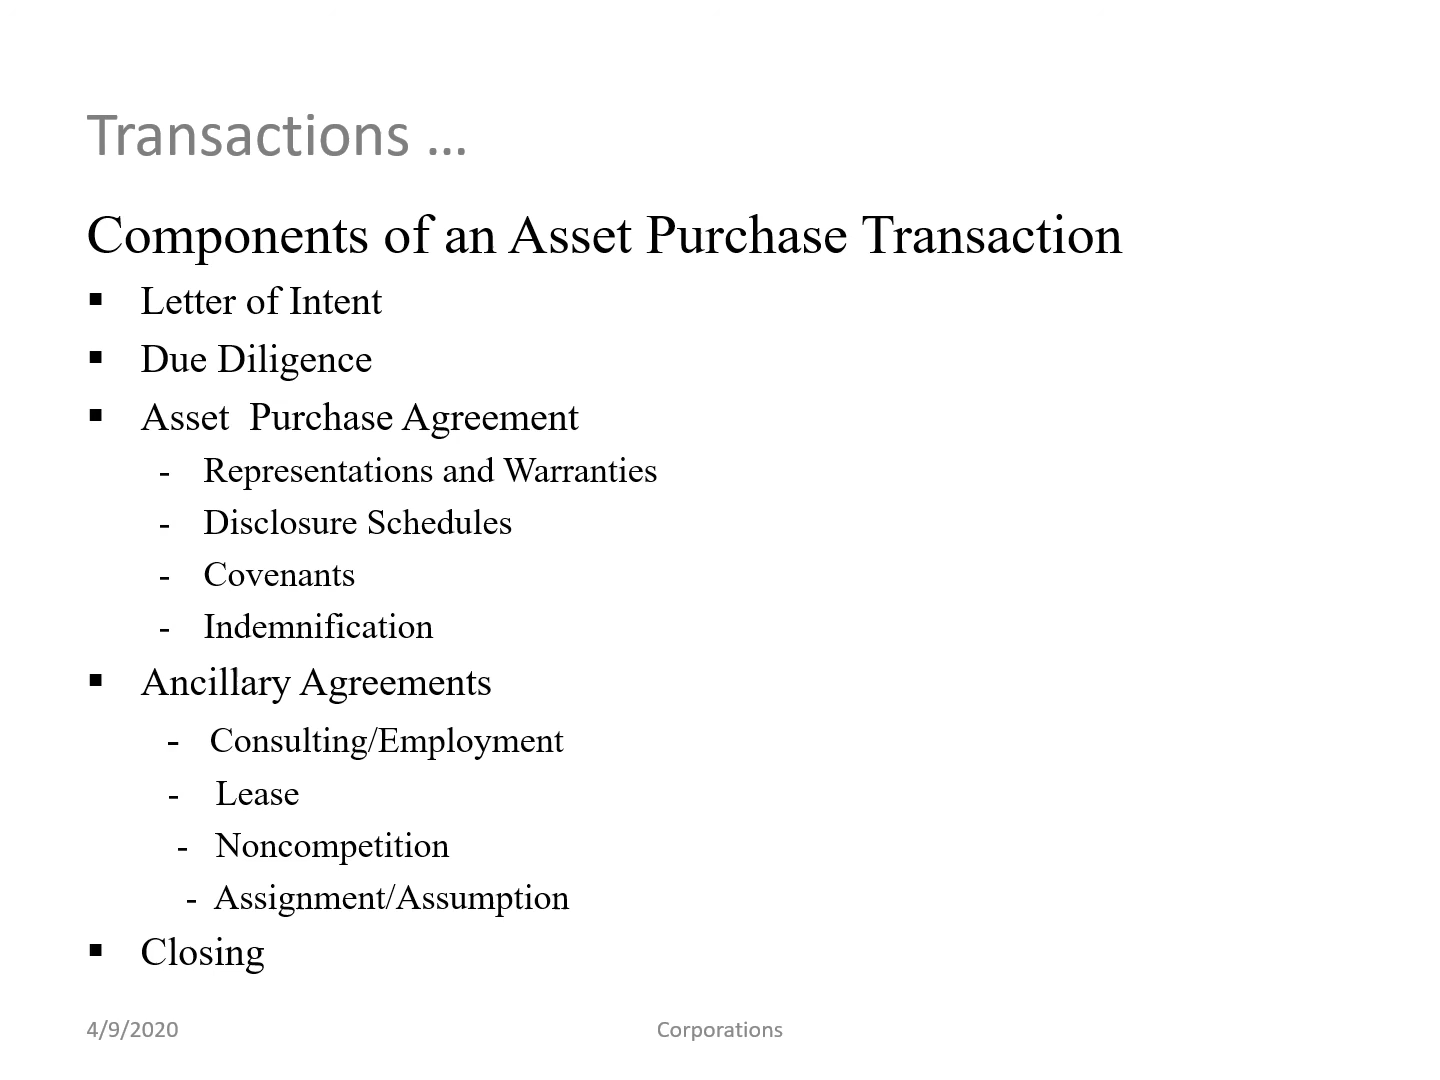 Transactions …
Components of an Asset Purchase Transaction
▪ Letter of Intent
▪ Due Diligence
▪ Asset  Purchase Agreement
- Representations and Warranties
- Disclosure Schedules
- Covenants
- Indemnification
▪ Ancillary Agreements
- Consulting/Employment
- Lease
- Noncompetition
- Assignment/Assumption
▪ Closing
4/9/2020
Corporations